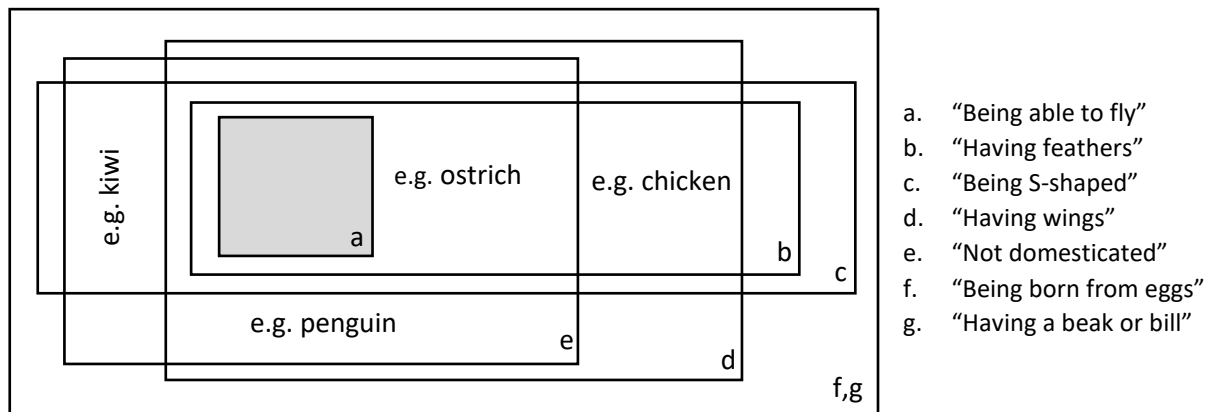 e.g. kiwi
e.g. ostrich
e.g. chicken
a
b
c
e.g. penguin
e
d
f,g
a. “Being able to fly”
b. “Having feathers”
c. “Being S-shaped”
d. “Having wings”
e. “Not domesticated”
f. “Being born from eggs”
g. “Having a beak or bill”